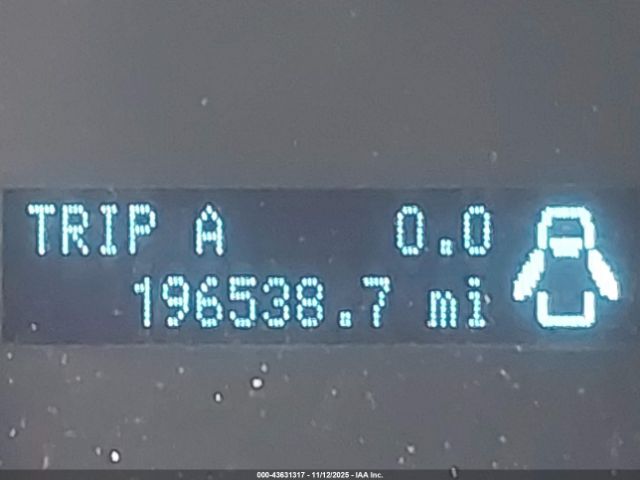 TRIP A 0.0
196538.7 mi
000-43631317 - 11/12/2025 - IAA Inc.